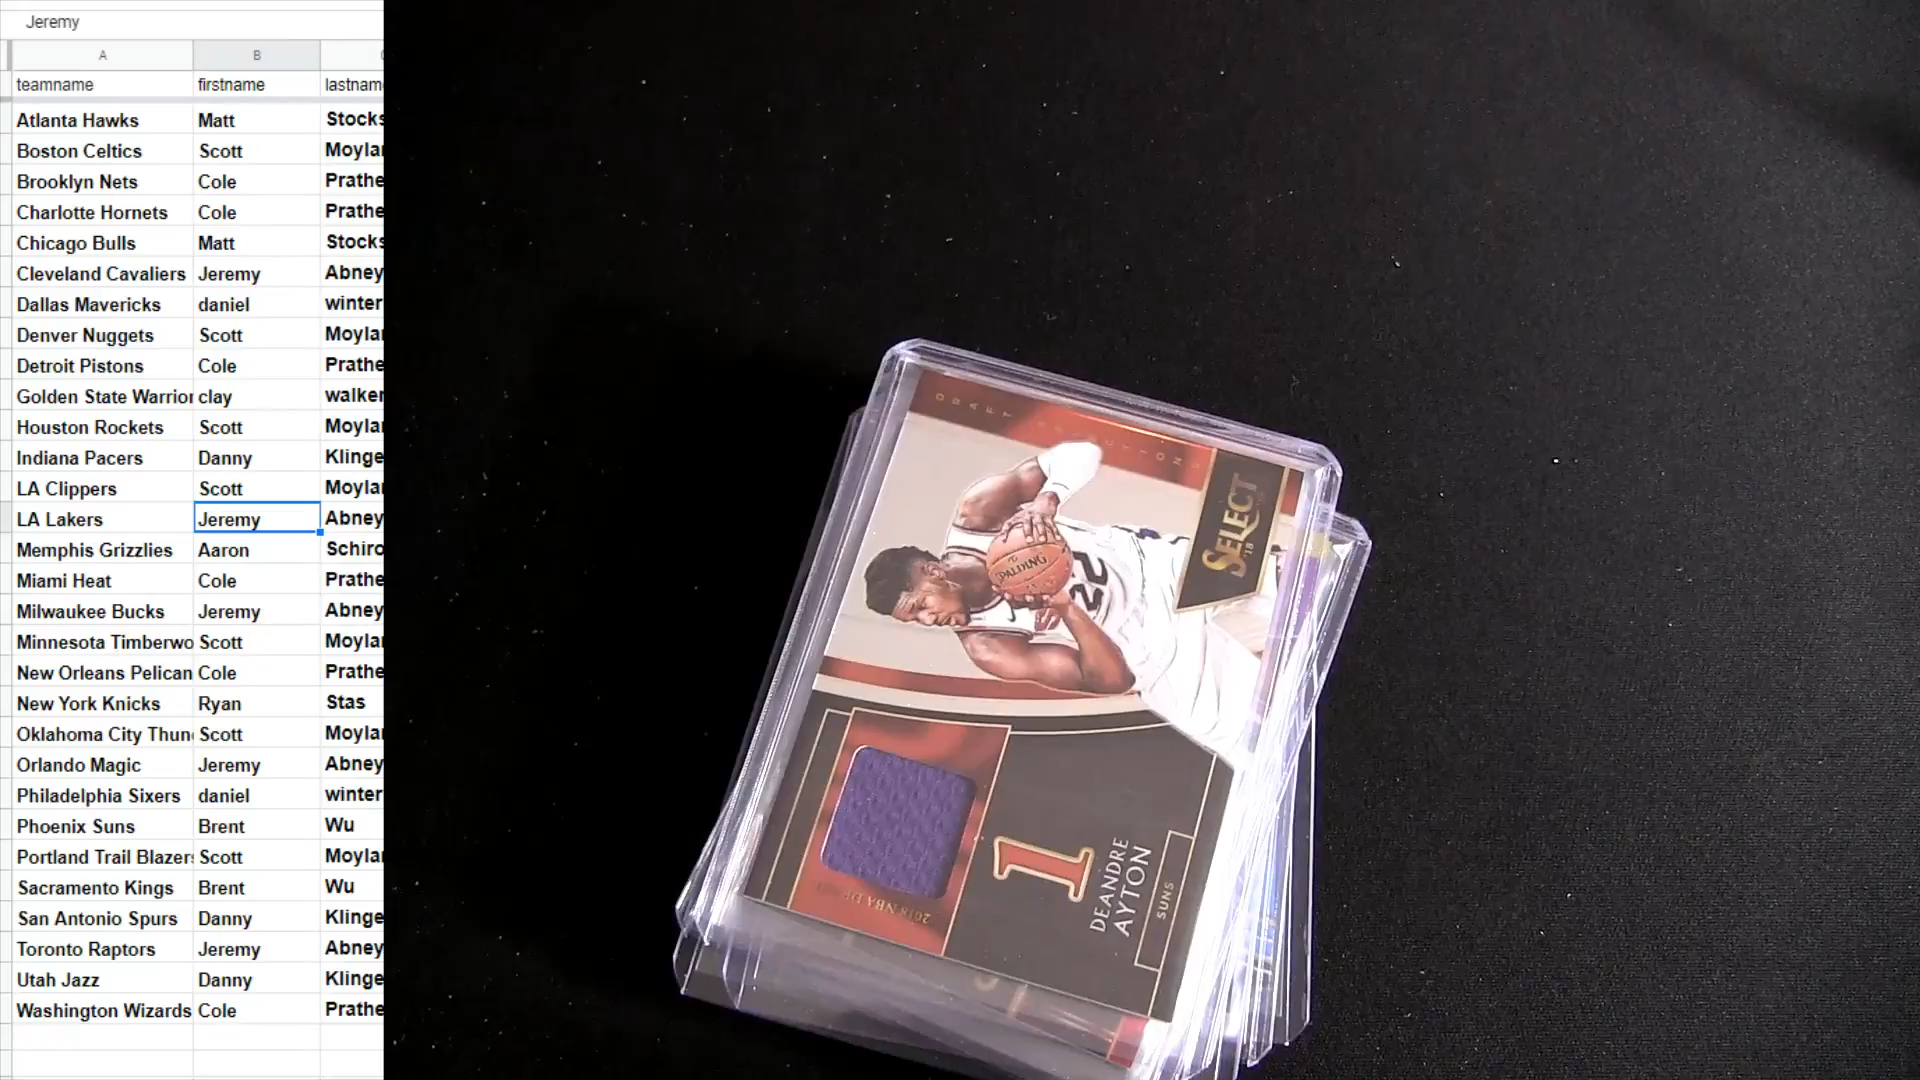 Jeremy
A B
teamname firstname lastnam
Atlanta Hawks Matt Stocks
Boston Celtics Scott Moylar
Brooklyn Nets Cole Prathe
Charlotte Hornets Cole Prathe
Chicago Bulls Matt Stocks
Cleveland Cavaliers Jeremy Abney
Dallas Mavericks daniel winter
Denver Nuggets Scott Moylar
Detroit Pistons Cole Prathe
Golden State Warrior clay walker
Houston Rockets Scott Moylar
Indiana Pacers Danny Klinge
LA Clippers Scott Moylar
LA Lakers Jeremy Abney
Memphis Grizzlies Aaron Schiro
Miami Heat Cole Prathe
Milwaukee Bucks Jeremy Abney
Minnesota Timberwo Scott Moylar
New Orleans Pelican Cole Prathe
New York Knicks Ryan Stas
Oklahoma City Thun Scott Moylar
Orlando Magic Jeremy Abney
Philadelphia Sixers daniel winter
Phoenix Suns Brent Wu
Portland Trail Blazers Scott Moylar
Sacramento Kings Brent Wu
San Antonio Spurs Danny Klinge
Toronto Raptors Jeremy Abney
Utah Jazz Danny Klinge
Washington Wizards Cole Prathe
DRAFT SELECTIONS
SELECT
18
SPALDING
22
2018 NBA DRAFT
1
DEANDRE
AYTON
SUNS